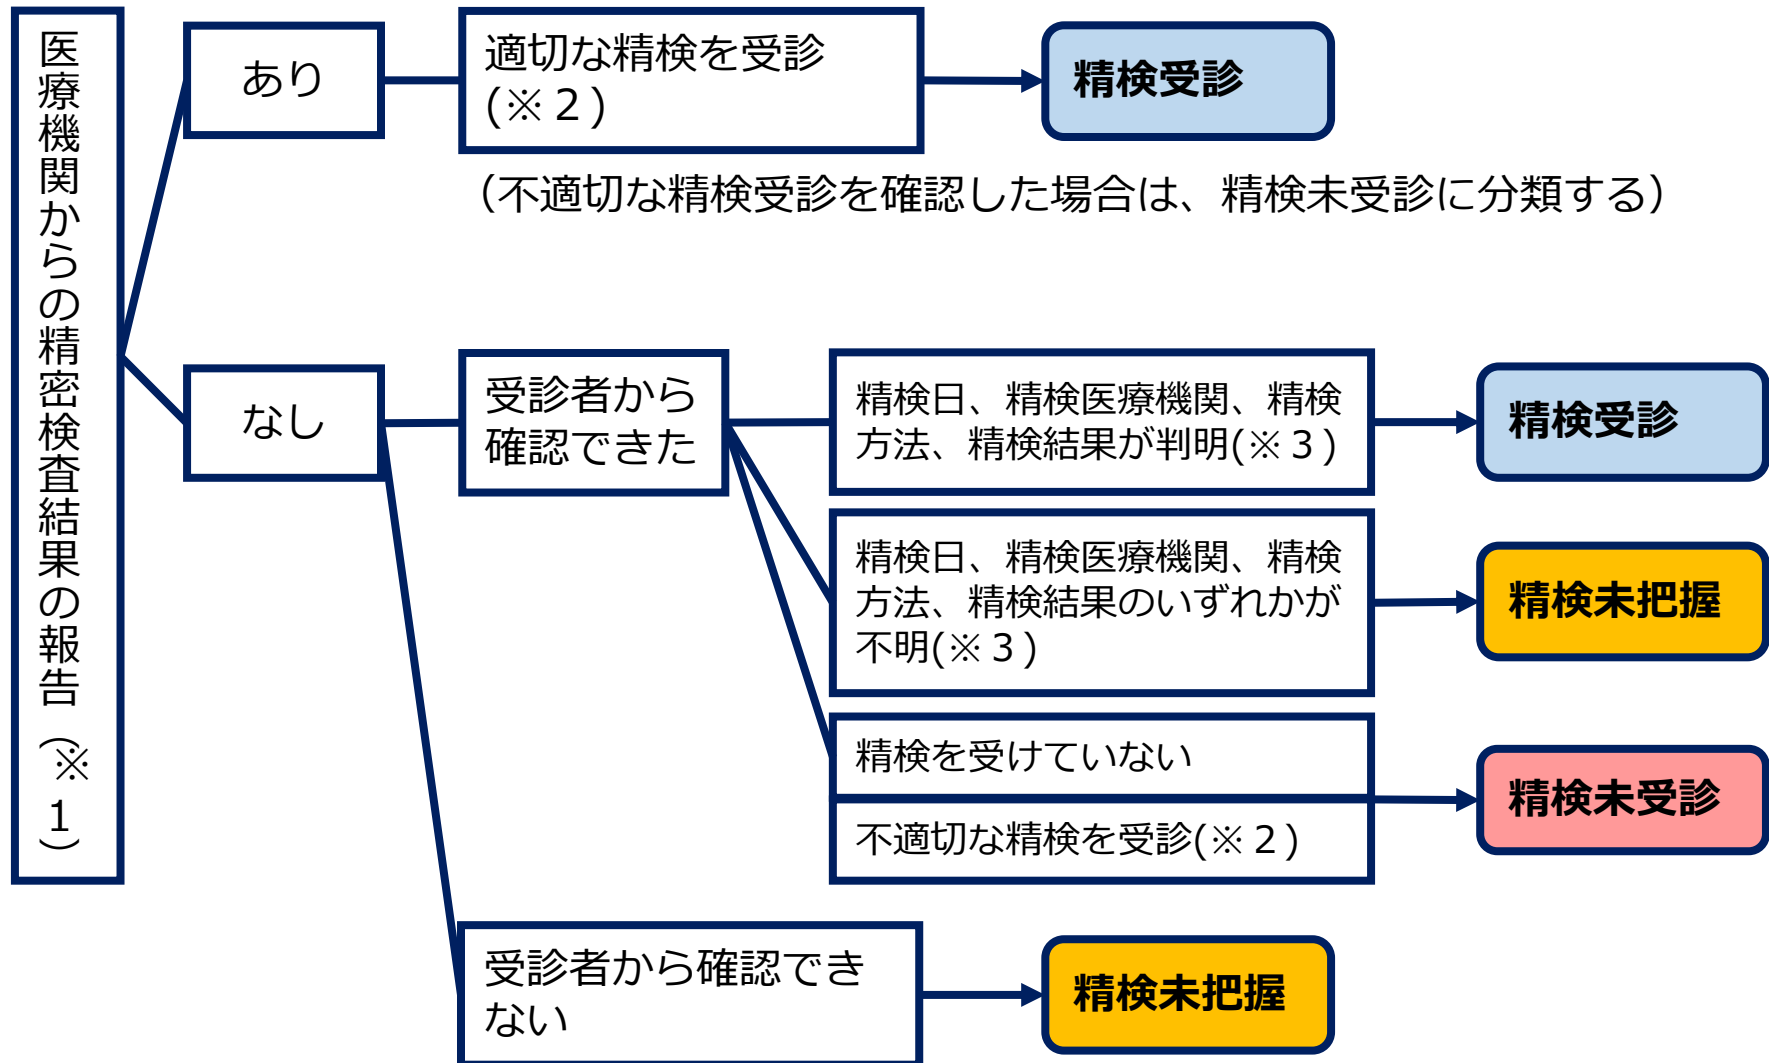 医療機関からの精密検査結果の報告（※1）
あり
適切な精検を受診
(※２)
精検受診
（不適切な精検受診を確認した場合は、精検未受診に分類する）
なし
受診者から
確認できた
精検日、精検医療機関、精検
方法、精検結果が判明(※３)
精検受診
精検日、精検医療機関、精検
方法、精検結果のいずれかが
不明(※３)
精検未把握
精検を受けていない
不適切な精検を受診(※２)
精検未受診
受診者から確認でき
ない
精検未把握